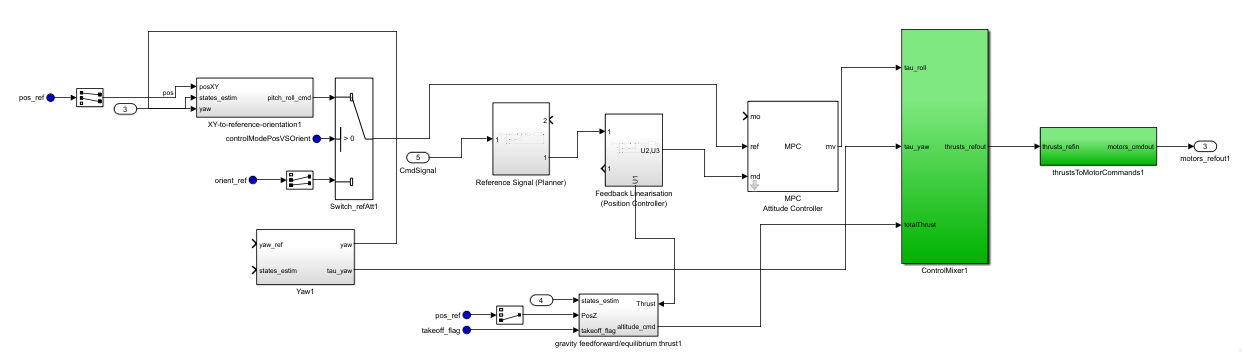 pos_ref
3
pos
posXY
states_estim
yaw
pitch_roll_cmd
XY-to-reference-orientation1
controlModePosVSOrient
> 0
orient_ref
Switch_refAtt1
yaw_ref
states_estim
yaw
tau_yaw
Yaw1
5
CmdSignal
1
2
1
Reference Signal (Planner)
1
1
U2,U3
U1
Feedback Linearisation
(Position Controller)
mo
ref
md
MPC
mv
MPC
Attitude Controller
tau_roll
tau_yaw
totalThrust
thrusts_refout
ControlMixer1
thrusts_refin
motors_cmdout
thrustsToMotorCommands1
3
motors_refout1
4
pos_ref
takeoff_flag
states_estim
PosZ
takeoff_flag
Thrust
altitude_cmd
gravity feedforward/equilibrium thrust1